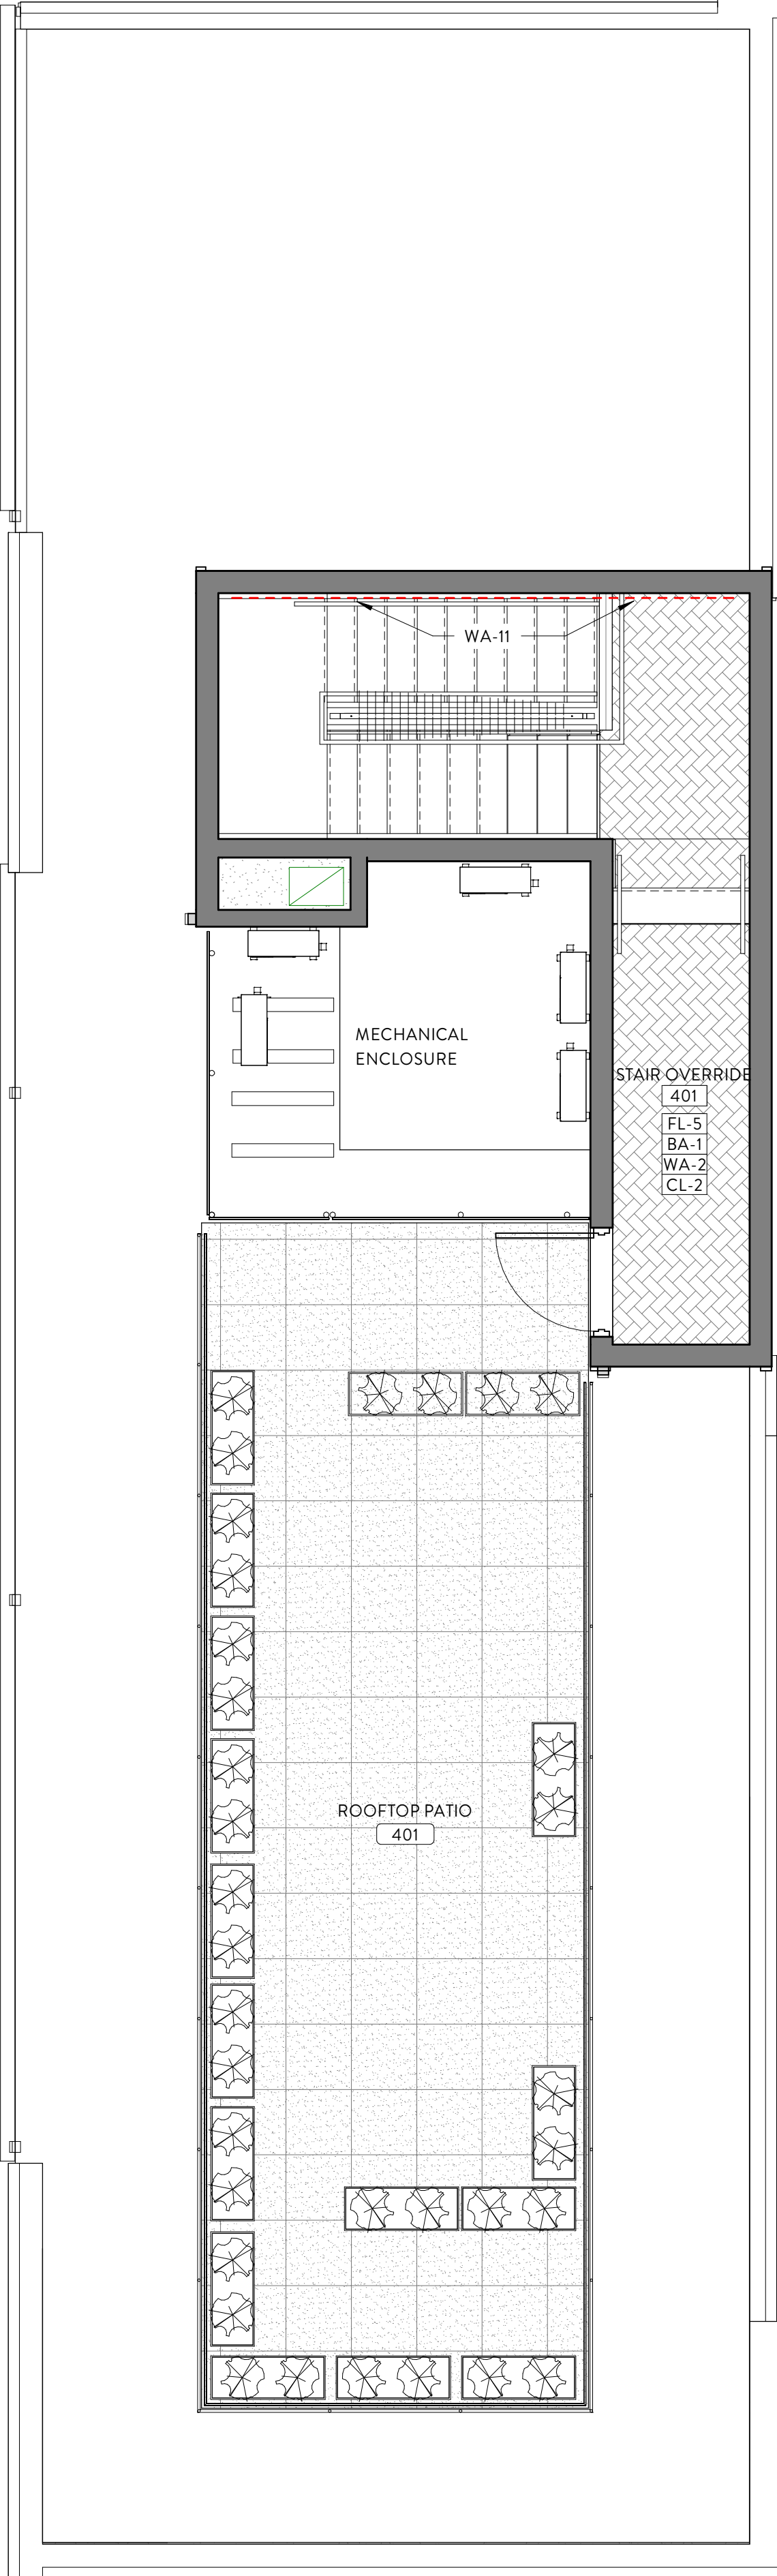 WA-11
MECHANICAL
ENCLOSURE
STAIR OVERRIDE
401
FL-5
BA-1
WA-2
CL-2
ROOFTOP PATIO
401